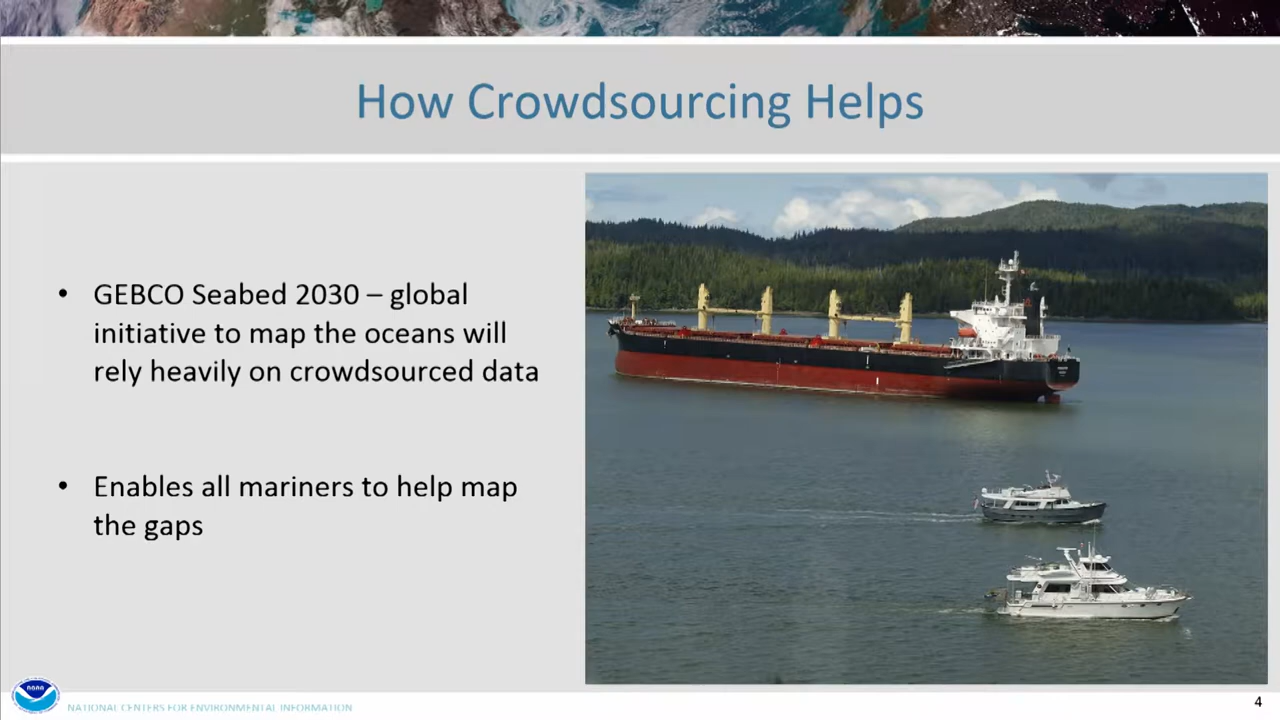 How Crowdsourcing Helps
• GEBCO Seabed 2030 – global
initiative to map the oceans will
rely heavily on crowdsourced data
• Enables all mariners to help map
the gaps
NOAA
NATIONAL CENTERS FOR ENVIRONMENTAL INFORMATION
4